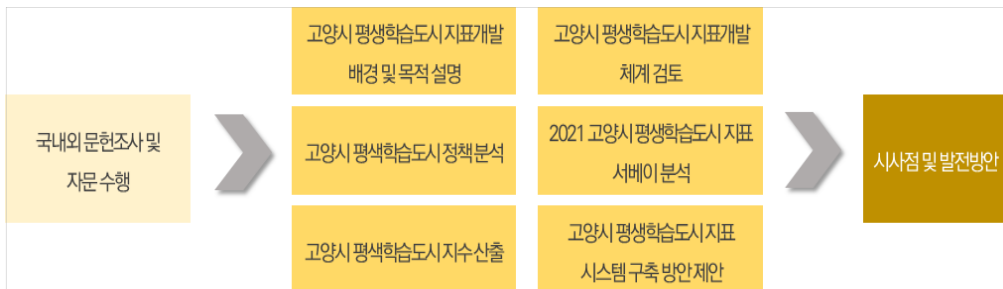 국내외 문헌조사 및
자문 수행
고양시 평생학습도시 지표개발
배경 및 목적 설명
고양시 평색학습도시 정책 분석
고양시 평색학습도시 지수 산출
고양시 평생학습도시 지표개발
체계 검토
2021 고양시 평생학습도시 지표
서베이 분석
고양시 평생학습도시 지표
시스템 구축 방안 제안
시사점 및 발전방안